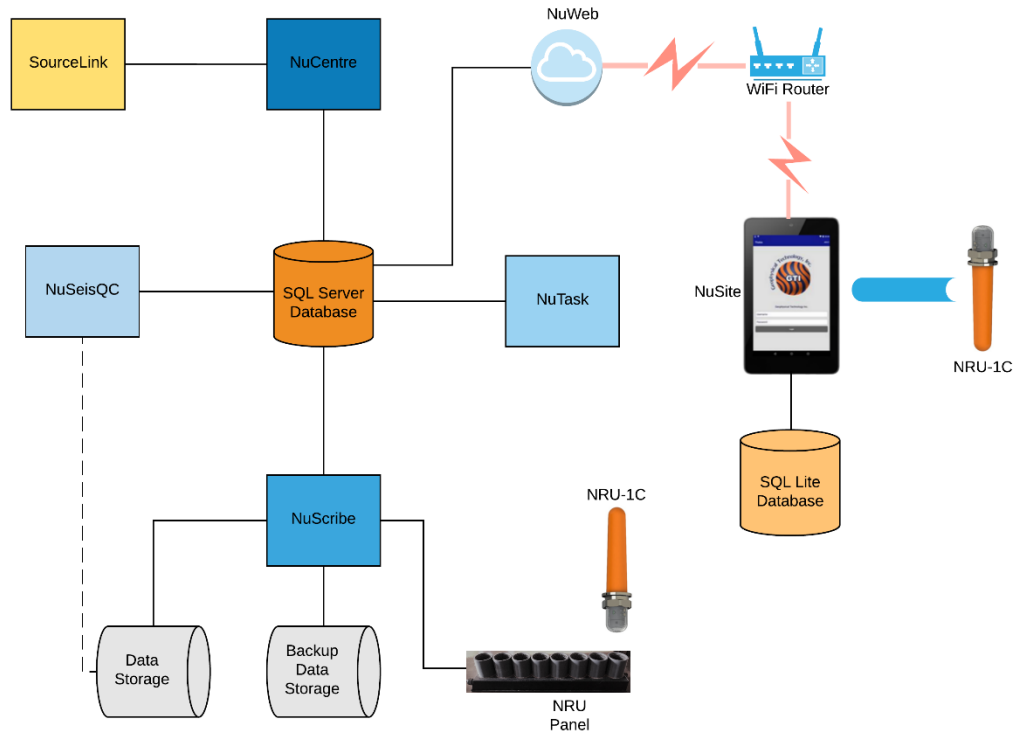 NuWeb
SourceLink
NuCentre
WiFi Router
NuSeisQC
SQL Server
Database
NuTask
NuSite
GTI
NRU-1C
SQL Lite
Database
NRU-1C
NuScribe
Data
Storage
Backup
Data
Storage
NRU
Panel